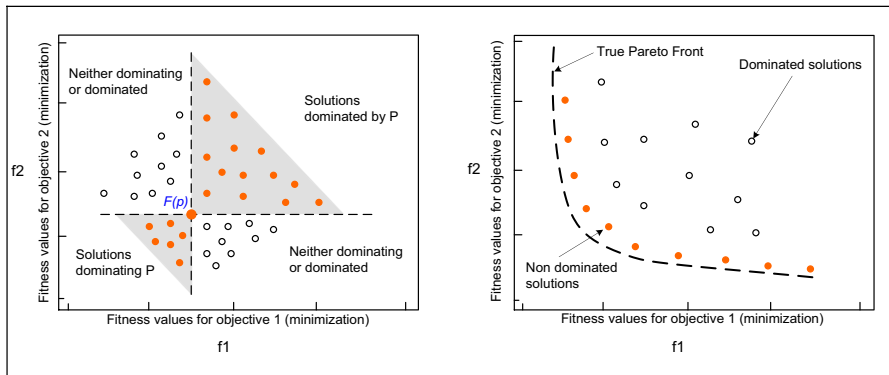 Neither dominating
or dominated
Solutions
dominated by P
F(p)
Solutions
dominating P
Neither dominating
or dominated
f2
Fitness values for objective 2 (minimization)
Fitness values for objective 1 (minimization)
f1
True Pareto Front
Dominated solutions
Non dominated
solutions
f2
Fitness values for objective 2 (minimization)
Fitness values for objective 1 (minimization)
f1